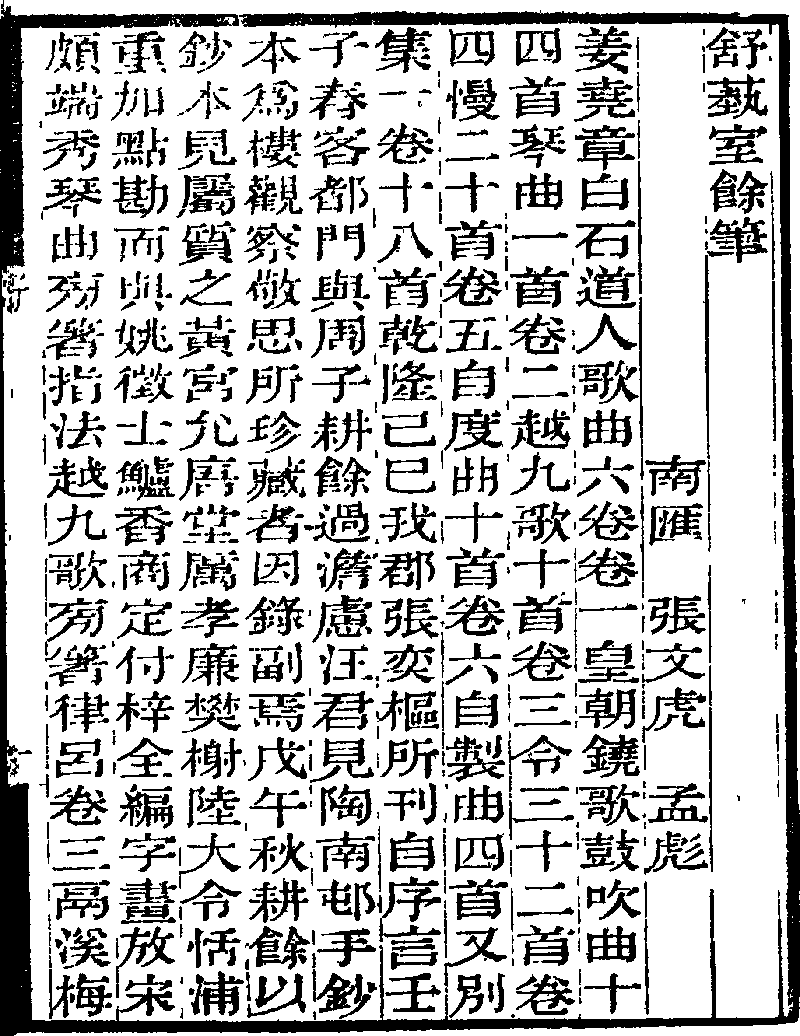 舒蓺室餘筆
南匯　張文虎　孟彪
姜堯章白石道人歌曲六卷卷一皇朝鐃歌鼓吹曲十
四首琴曲一首卷二越九歌十首卷三令三十二首卷
四慢二十首卷五自度曲十首卷六自製曲四首又別
集一卷十八首乾隆己巳我郡張奕樞所刊自序言壬
子春客都門與周子耕餘過澹慮汪君見陶南邨手鈔
本爲樓觀察敬思所珍藏者因錄副焉戊午秋耕餘以
鈔本見屬質之黃宮允唐堂厲孝廉樊榭陸大令恬浦
重加點勘而與姚徵士鱸香商定付梓全編字畫放宋
頗端秀琴曲㫄箸指法越九歌㫄箸律呂卷三鬲溪梅